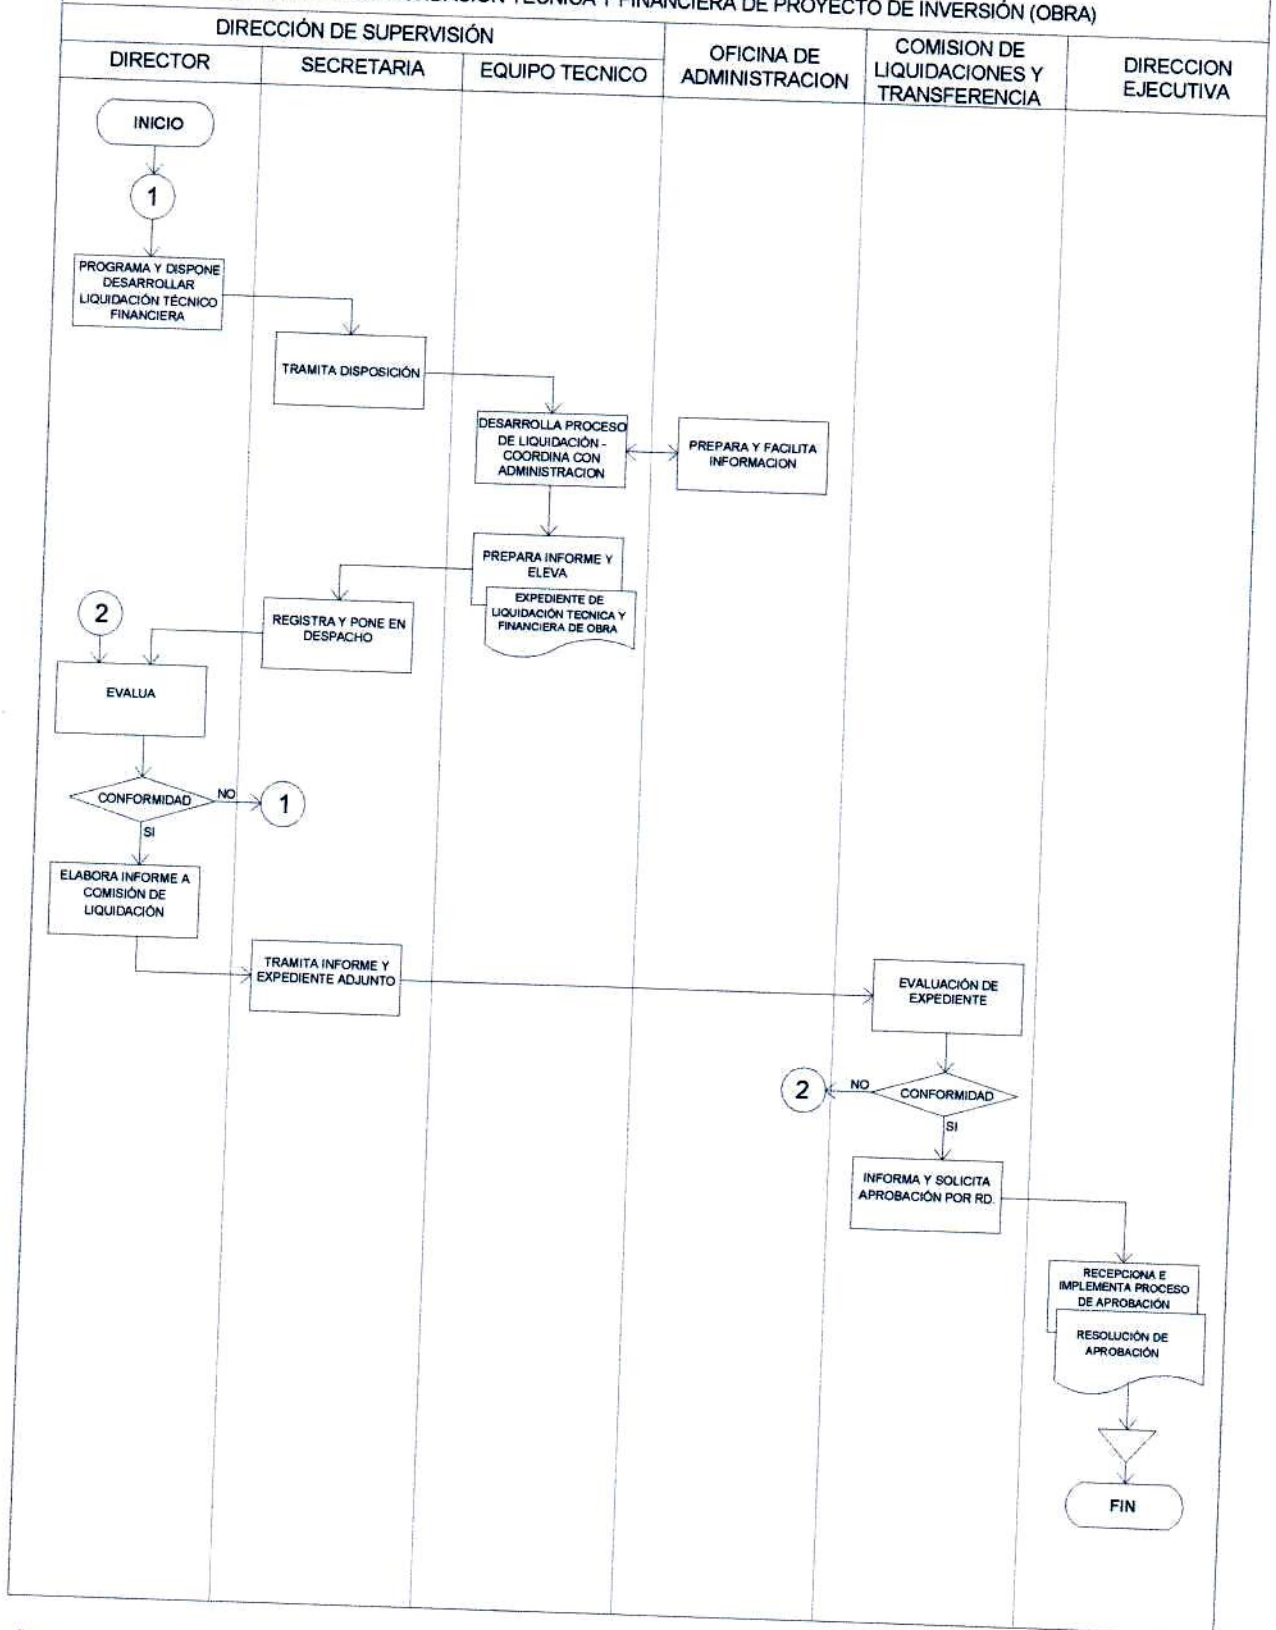 TÉCNICA Y FINANCIERA DE PROYECTO DE INVERSIÓN (OBRA)
DIRECCIÓN DE SUPERVISIÓN
DIRECTOR
SECRETARIA
EQUIPO TECNICO
OFICINA DE
ADMINISTRACION
COMISION DE
LIQUIDACIONES Y
TRANSFERENCIA
DIRECCION
EJECUTIVA
INICIO
1
PROGRAMA Y DISPONE
DESARROLLAR
LIQUIDACIÓN TÉCNICO
FINANCIERA
TRAMITA DISPOSICIÓN
DESARROLLA PROCESO
DE LIQUIDACIÓN -
COORDINA CON
ADMINISTRACION
PREPARA Y FACILITA
INFORMACION
PREPARA INFORME Y
ELEVA
EXPEDIENTE DE
LIQUIDACIÓN TECNICA Y
FINANCIERA DE OBRA
REGISTRA Y PONE EN
DESPACHO
2
EVALUA
CONFORMIDAD
NO
1
SI
ELABORA INFORME A
COMISIÓN DE
LIQUIDACIÓN
TRAMITA INFORME Y
EXPEDIENTE ADJUNTO
EVALUACIÓN DE
EXPEDIENTE
2
NO
CONFORMIDAD
SI
INFORMA Y SOLICITA
APROBACIÓN POR RD.
RECEPCIONA E
IMPLEMENTA PROCESO
DE APROBACIÓN
RESOLUCIÓN DE
APROBACIÓN
FIN